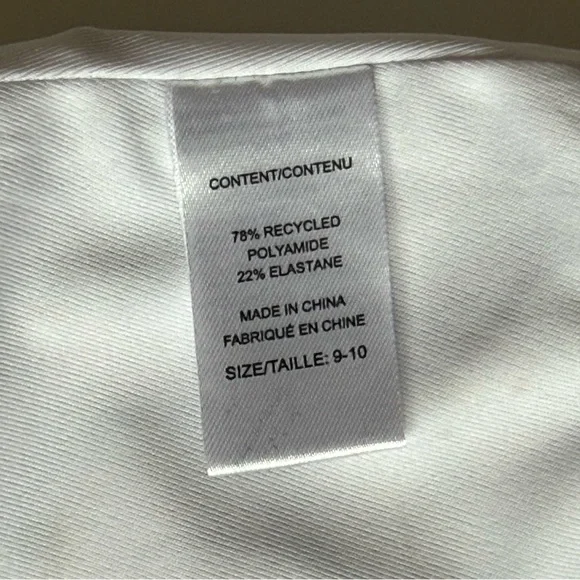 CONTENT/CONTENU
78% RECYCLED
POLYAMIDE
22% ELASTANE
MADE IN CHINA
FABRIQUÉ EN CHINE
SIZE/TAILLE: 9-10